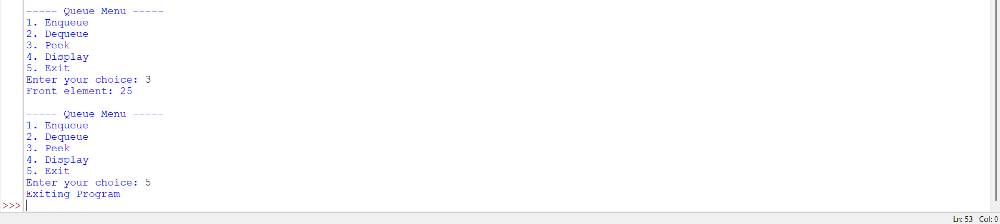 ----- Queue Menu -----
1. Enqueue
2. Dequeue
3. Peek
4. Display
5. Exit
Enter your choice: 3
Front element: 25
----- Queue Menu -----
1. Enqueue
2. Dequeue
3. Peek
4. Display
5. Exit
Enter your choice: 5
Exiting Program
>>>
Ln: 53 Col: 0